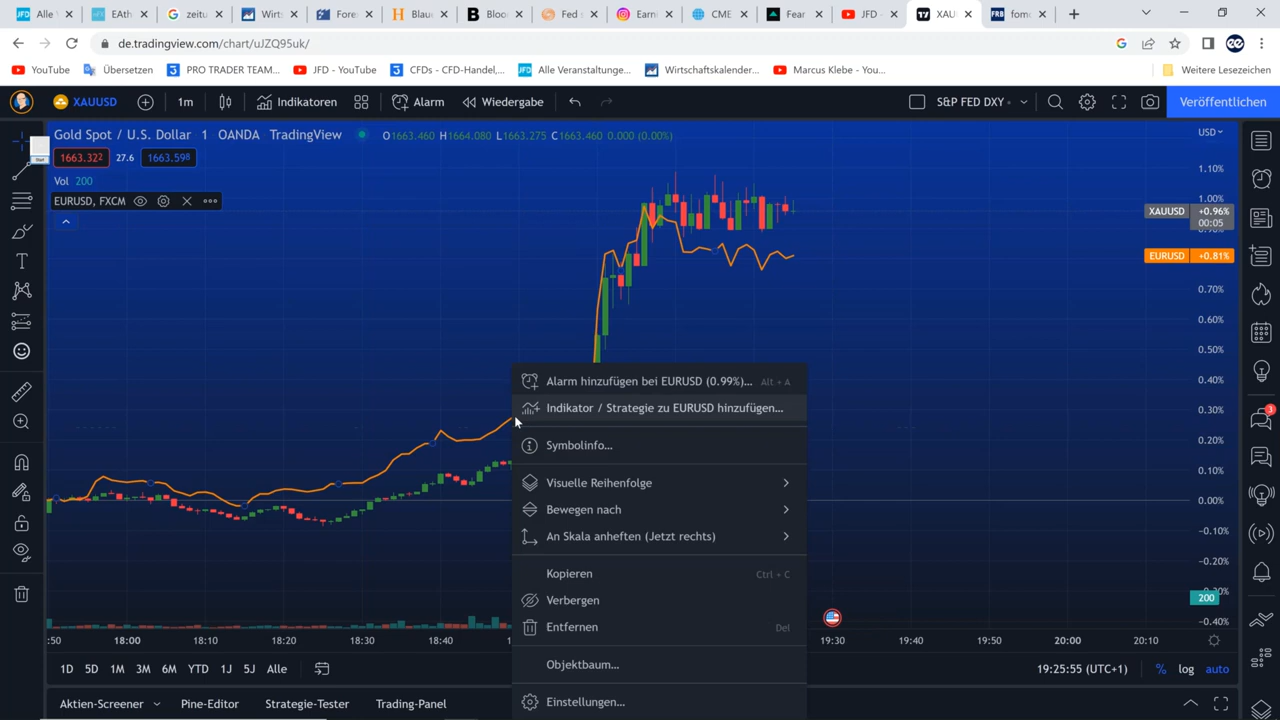 Alle V
EAth
zeitu
Wirts
Forex
Blaue
Bloo
Fed r
Earni
CME
Fear
JFD -
XAU
fomc
de.tradingview.com/chart/uJZQ95uk/
YouTube
Übersetzen
PRO TRADER TEAM...
JFD - YouTube
CFDs - CFD-Handel,...
Alle Veranstaltunge...
Wirtschaftskalender...
Marcus Klebe - You...
Weitere Lesezeichen
XAUUSD
1m
Indikatoren
Alarm
Wiedergabe
S&P FED DXY
Veröffentlichen
Gold Spot / U.S. Dollar 1 OANDA TradingView
O1663.460 H1664.080 L1663.275 C1663.460 0.000 (0.00%)
USD
1663.322 27.6 1663.598
Vol 200
EURUSD, FXCM
1.10%
1.00%
XAUUSD +0.96%
00:05
EURUSD +0.81%
0.70%
0.60%
0.50%
0.40%
0.30%
0.20%
0.10%
0.00%
-0.10%
-0.20%
200
-0.40%
Alarm hinzufügen bei EURUSD (0.99%)... Alt + A
Indikator / Strategie zu EURUSD hinzufügen...
Symbolinfo...
Visuelle Reihenfolge
Bewegen nach
An Skala anheften (Jetzt rechts)
Kopieren Ctrl + C
Verbergen
Entfernen Del
Objektbaum...
Einstellungen...
3
:50 18:00 18:10 18:20 18:30 18:40 19:30 19:40 19:50 20:00 20:10
1D 5D 1M 3M 6M YTD 1J 5J Alle
19:25:55 (UTC+1) % log auto
Aktien-Screener Pine-Editor Strategie-Tester Trading-Panel